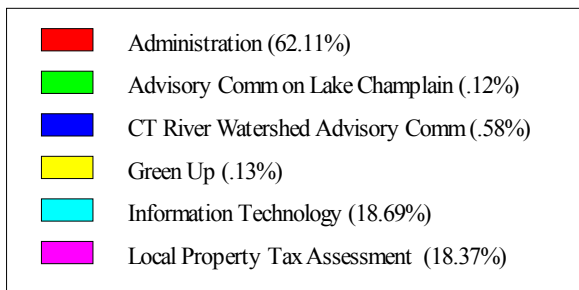 Administration (62.11%)
Advisory Comm on Lake Champlain (.12%)
CT River Watershed Advisory Comm (.58%)
Green Up (.13%)
Information Technology (18.69%)
Local Property Tax Assessment (18.37%)